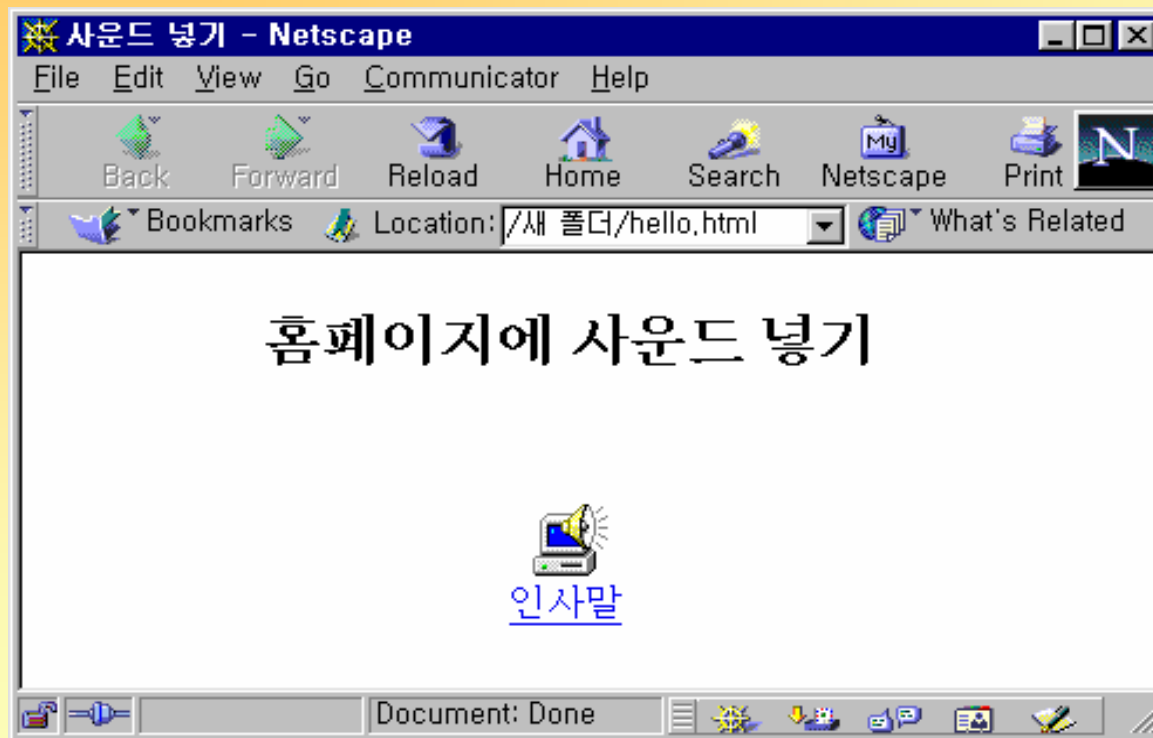 사운드 넣기 - Netscape
File Edit View Go Communicator Help
Back Forward Reload Home Search My Netscape Print N
Bookmarks Location: /새 폴더/hello.html What's Related
홈페이지에 사운드 넣기
인사말
Document: Done